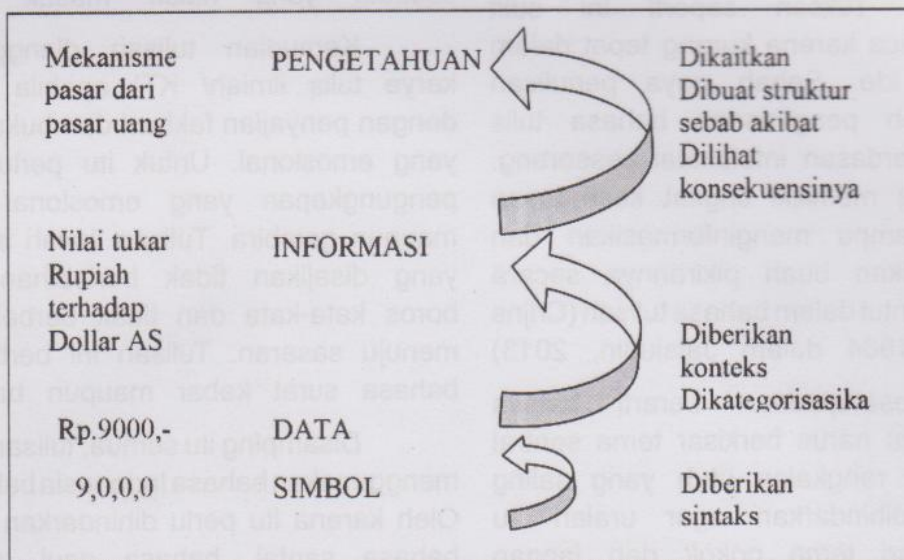 Mekanisme
pasar dari
pasar uang
PENGETAHUAN
Dikaitkan
Dibuat struktur
sebab akibat
Dilihat
konsekuensinya
Nilai tukar
Rupiah
terhadap
Dollar AS
INFORMASI
Diberikan
konteks
Dikategorisasika
Rp.9000,-
DATA
9,0,0,0
SIMBOL
Diberikan
sintaks